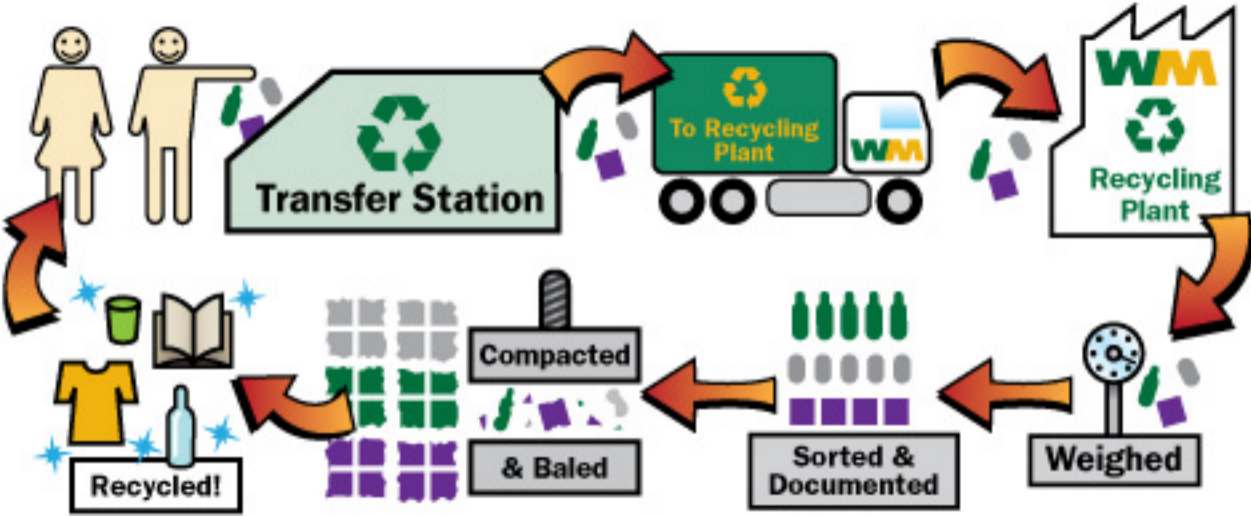 Transfer Station
To Recycling
Plant
WM
WM
Recycling
Plant
Weighed
Sorted &
Documented
Compacted
& Baled
Recycled!